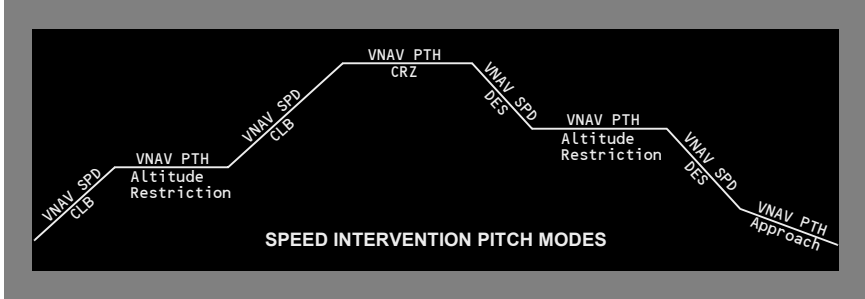 VNAV SPD
CLB
VNAV PTH
Altitude
Restriction
VNAV SPD
CLB
VNAV PTH
CRZ
VNAV SPD
DES
VNAV PTH
Altitude
Restriction
VNAV SPD
DES
VNAV PTH
Approach
SPEED INTERVENTION PITCH MODES